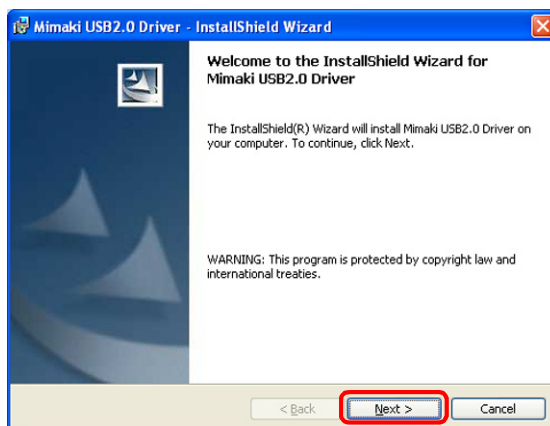 Mimaki USB2.0 Driver - InstallShield Wizard
Welcome to the InstallShield Wizard for
Mimaki USB2.0 Driver
The InstallShield(R) Wizard will install Mimaki USB2.0 Driver on
your computer. To continue, click Next.
WARNING: This program is protected by copyright law and
international treaties.
< Back Next > Cancel